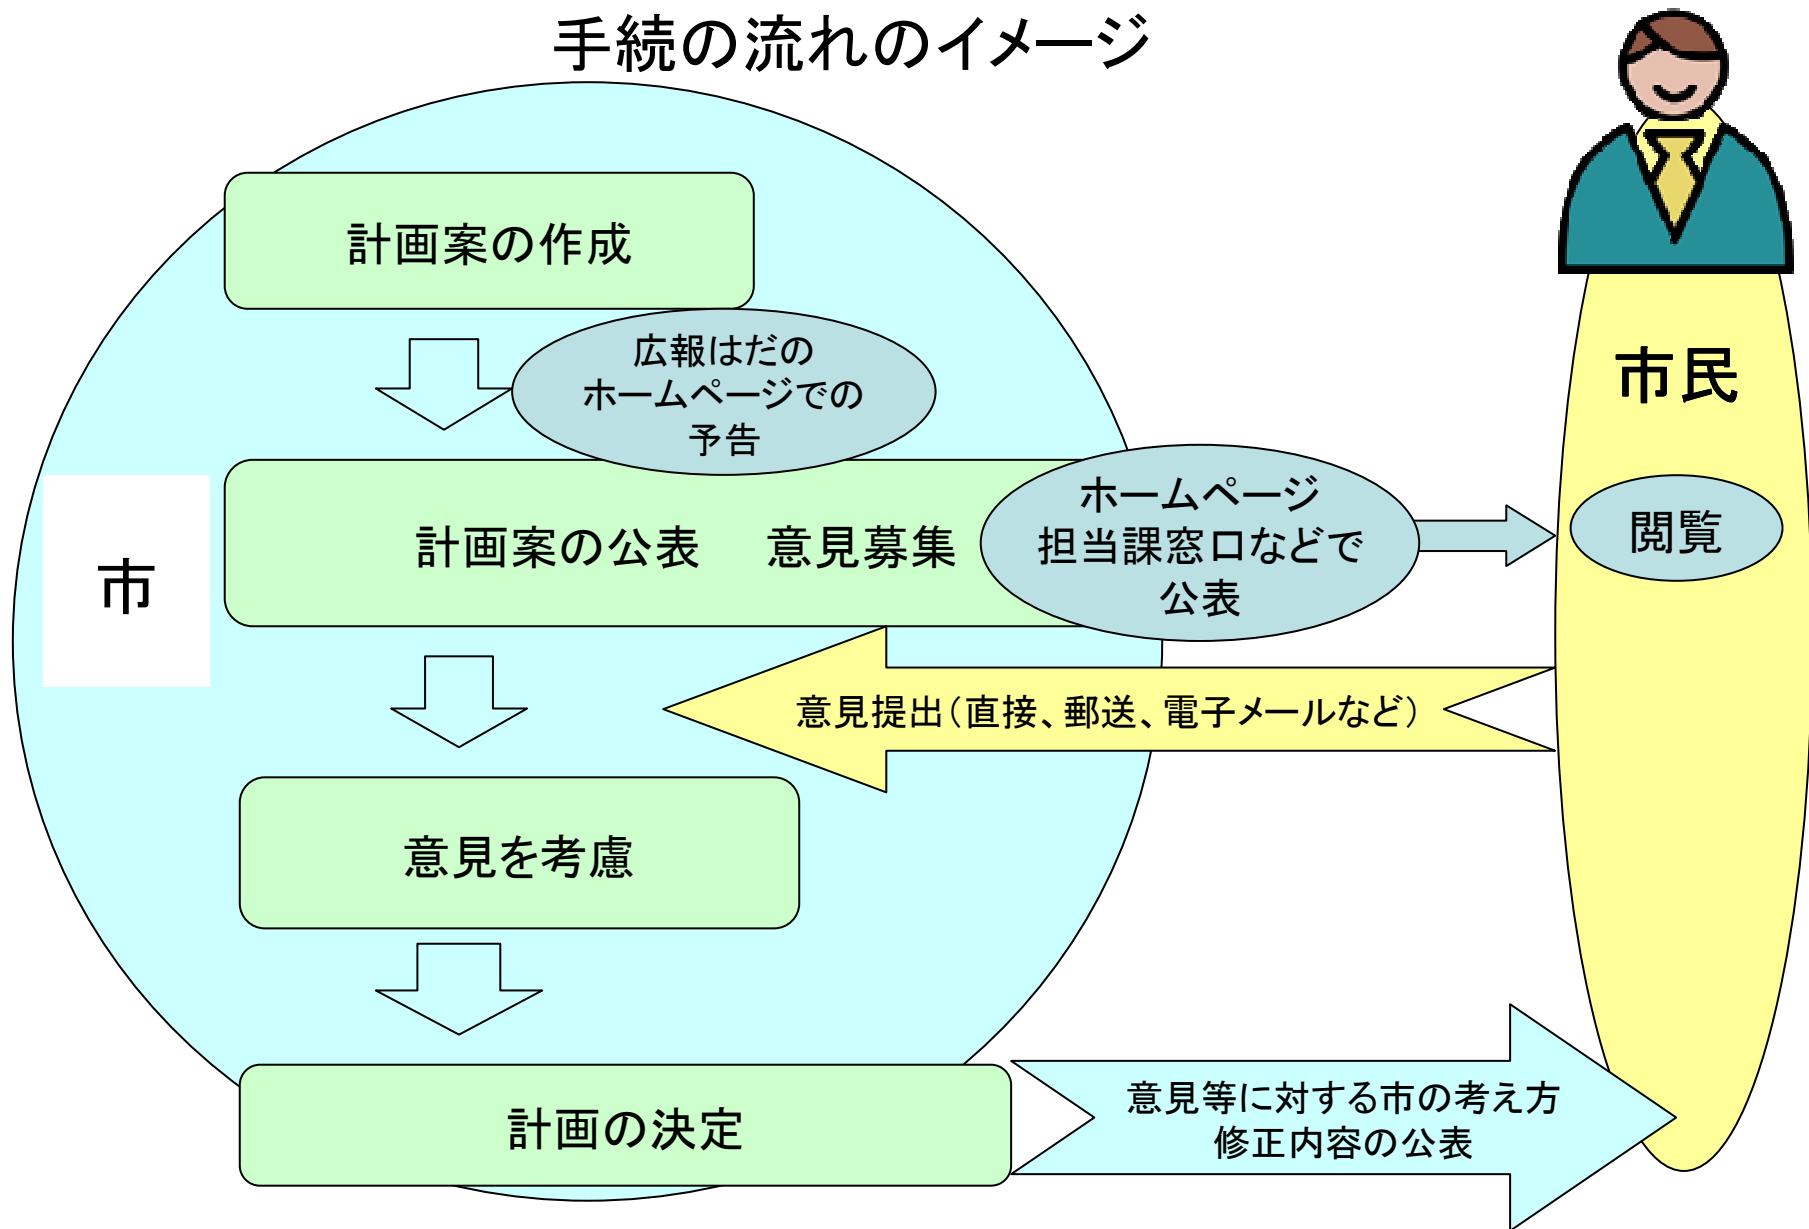 手続の流れのイメージ
計画案の作成
広報はだの
ホームページでの
予告
市民
市
計画案の公表　意見募集
ホームページ
担当課窓口などで
公表
閲覧
意見提出（直接、郵送、電子メールなど）
意見を考慮
計画の決定
意見等に対する市の考え方
修正内容の公表